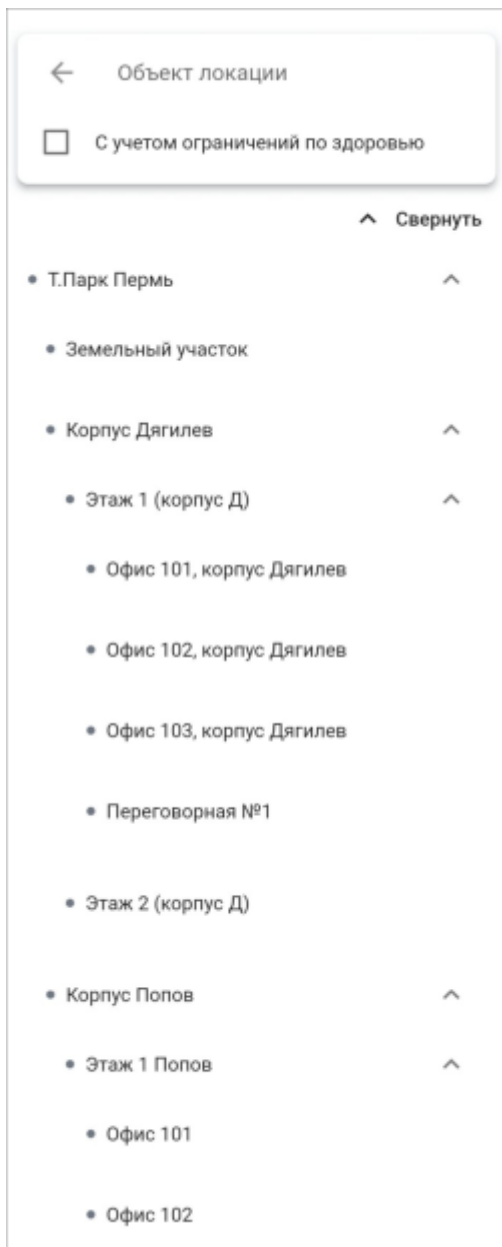 Объект локации
С учетом ограничений по здоровью
Свернуть
Т.Парк Пермь
Земельный участок
Корпус Дягилев
Этаж 1 (корпус Д)
Офис 101, корпус Дягилев
Офис 102, корпус Дягилев
Офис 103, корпус Дягилев
Переговорная №1
Этаж 2 (корпус Д)
Корпус Попов
Этаж 1 Попов
Офис 101
Офис 102